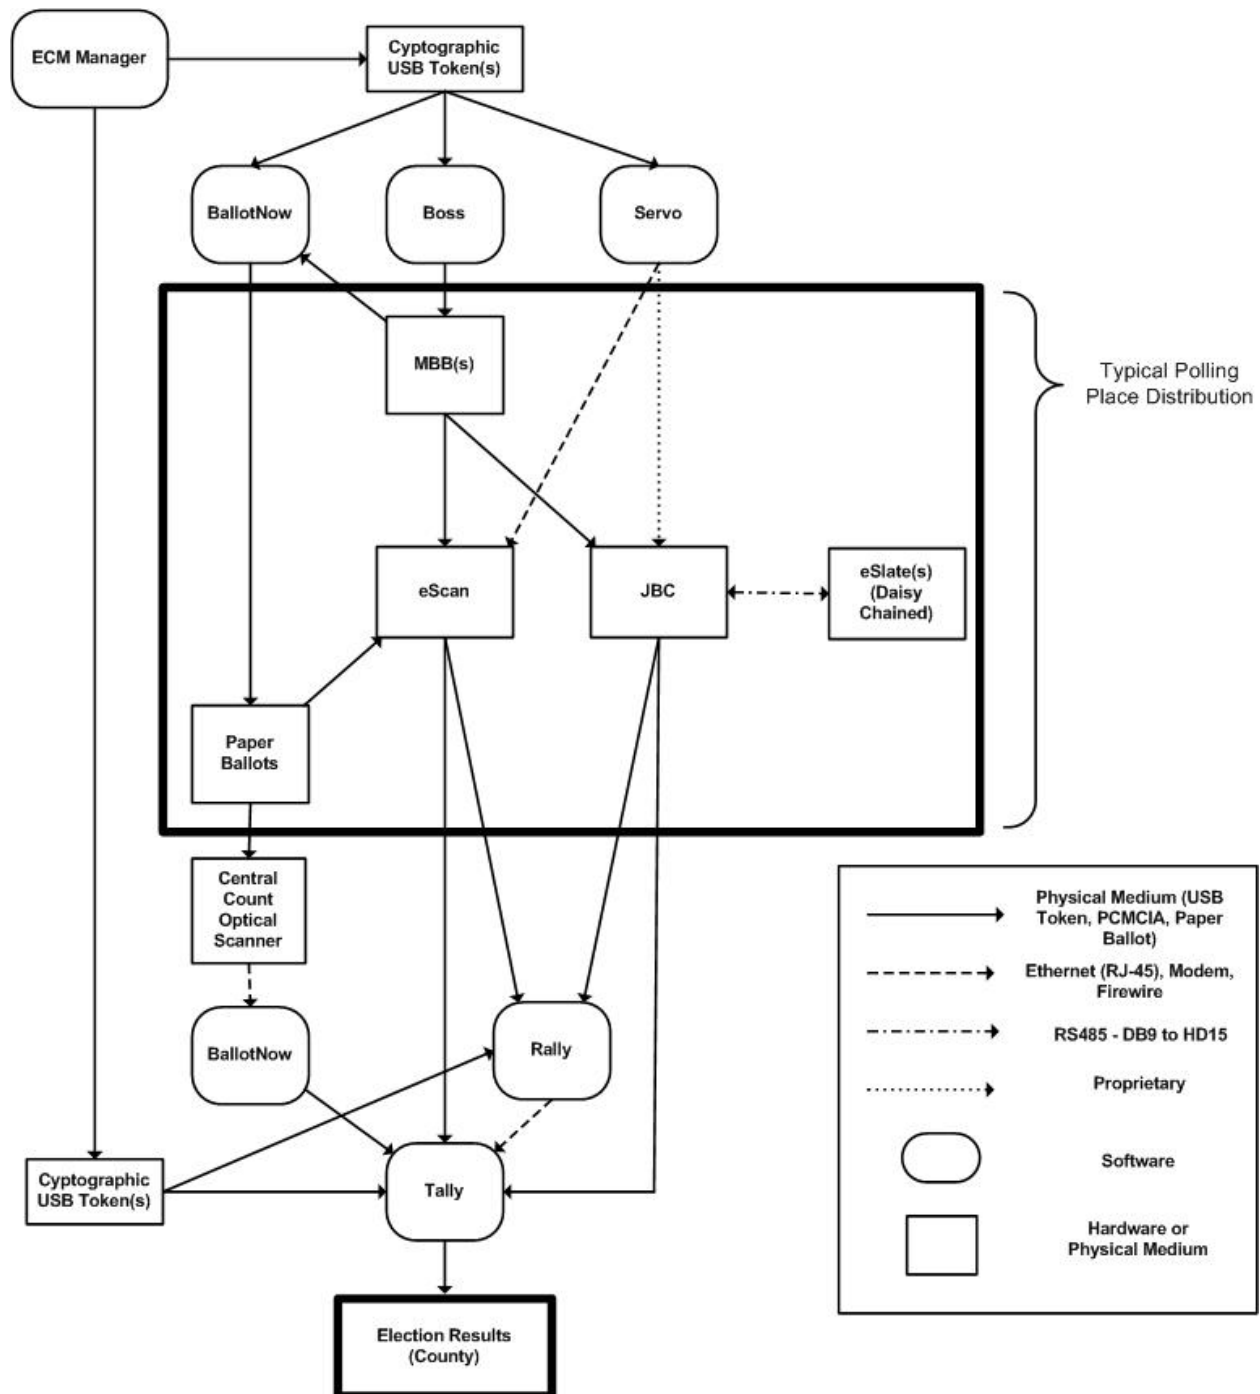 ECM Manager
Cyptographic
USB Token(s)
BallotNow
Boss
Servo
MBB(s)
Typical Polling
Place Distribution
eScan
JBC
eSlate(s)
(Daisy
Chained)
Paper
Ballots
Central
Count
Optical
Scanner
BallotNow
Rally
Cyptographic
USB Token(s)
Tally
Election Results
(County)
Physical Medium (USB
Token, PCMCIA, Paper
Ballot)
Ethernet (RJ-45), Modem,
Firewire
RS485 - DB9 to HD15
Proprietary
Software
Hardware or
Physical Medium